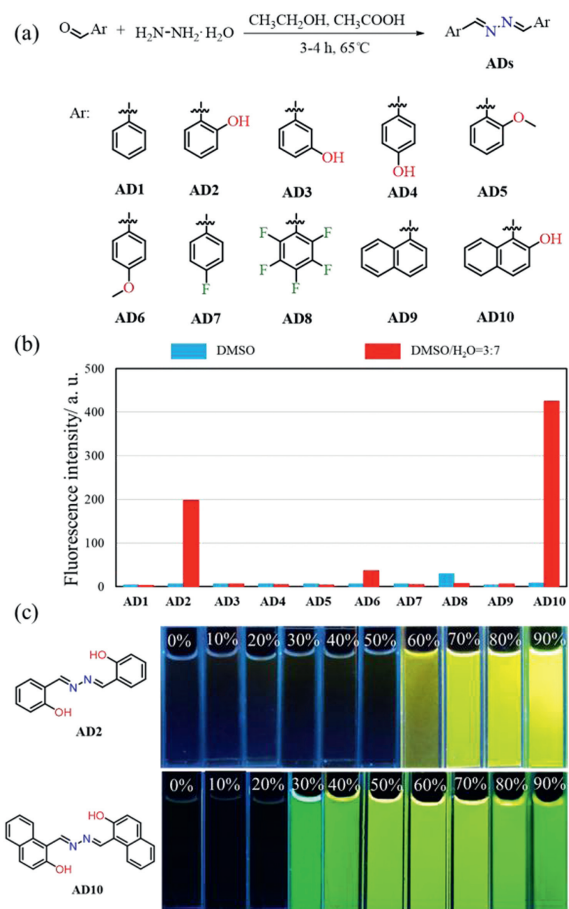 (a)
O
Ar + H₂N-NH₂·H₂O
CH₃CH₂OH, CH₃COOH
3-4 h, 65℃
Ar N-N Ar
ADs
Ar:
OH
OH
OH
O
AD1 AD2 AD3 AD4 AD5
O
F
F F F F F
OH
AD6 AD7 AD8 AD9 AD10
(b)
DMSO DMSO/H₂O=3:7
Fluorescence intensity/ a. u.
500
400
300
200
100
0
AD1 AD2 AD3 AD4 AD5 AD6 AD7 AD8 AD9 AD10
(c)
0% 10% 20% 30% 40% 50% 60% 70% 80% 90%
HO
N-N
OH
AD2
0% 10% 20% 30% 40% 50% 60% 70% 80% 90%
HO
N-N
OH
AD10